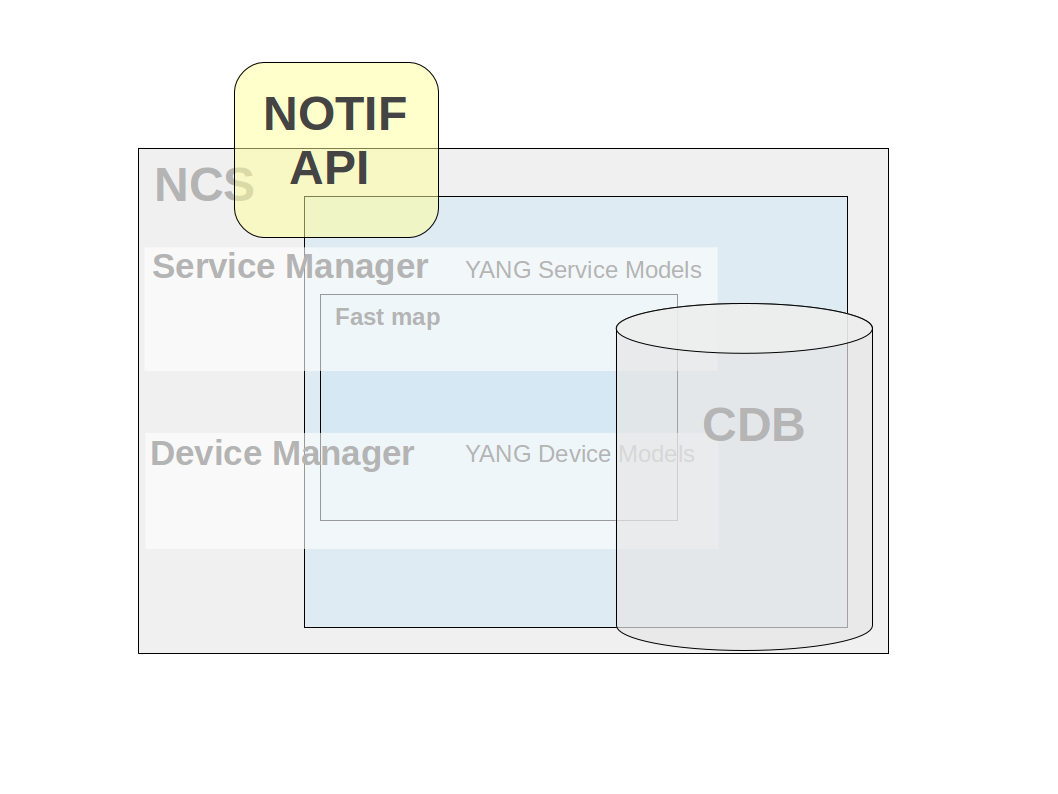 NOTIF
API
NCS
Service Manager
YANG Service Models
Fast map
CDB
Device Manager
YANG Device Models